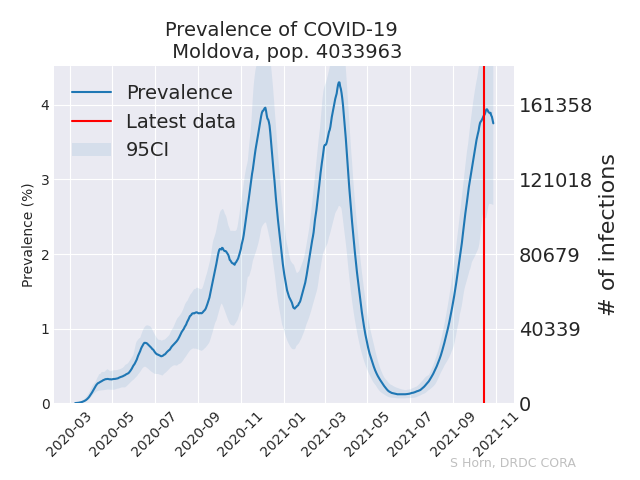 Prevalence of COVID-19
Moldova, pop. 4033963
Prevalence
Latest data
95CI
Prevalence (%)
4
3
2
1
0
161358
121018
80679
40339
0
# of infections
2020-03
2020-05
2020-07
2020-09
2020-11
2021-01
2021-03
2021-05
2021-07
2021-09
2021-11
S Horn, DRDC CORA